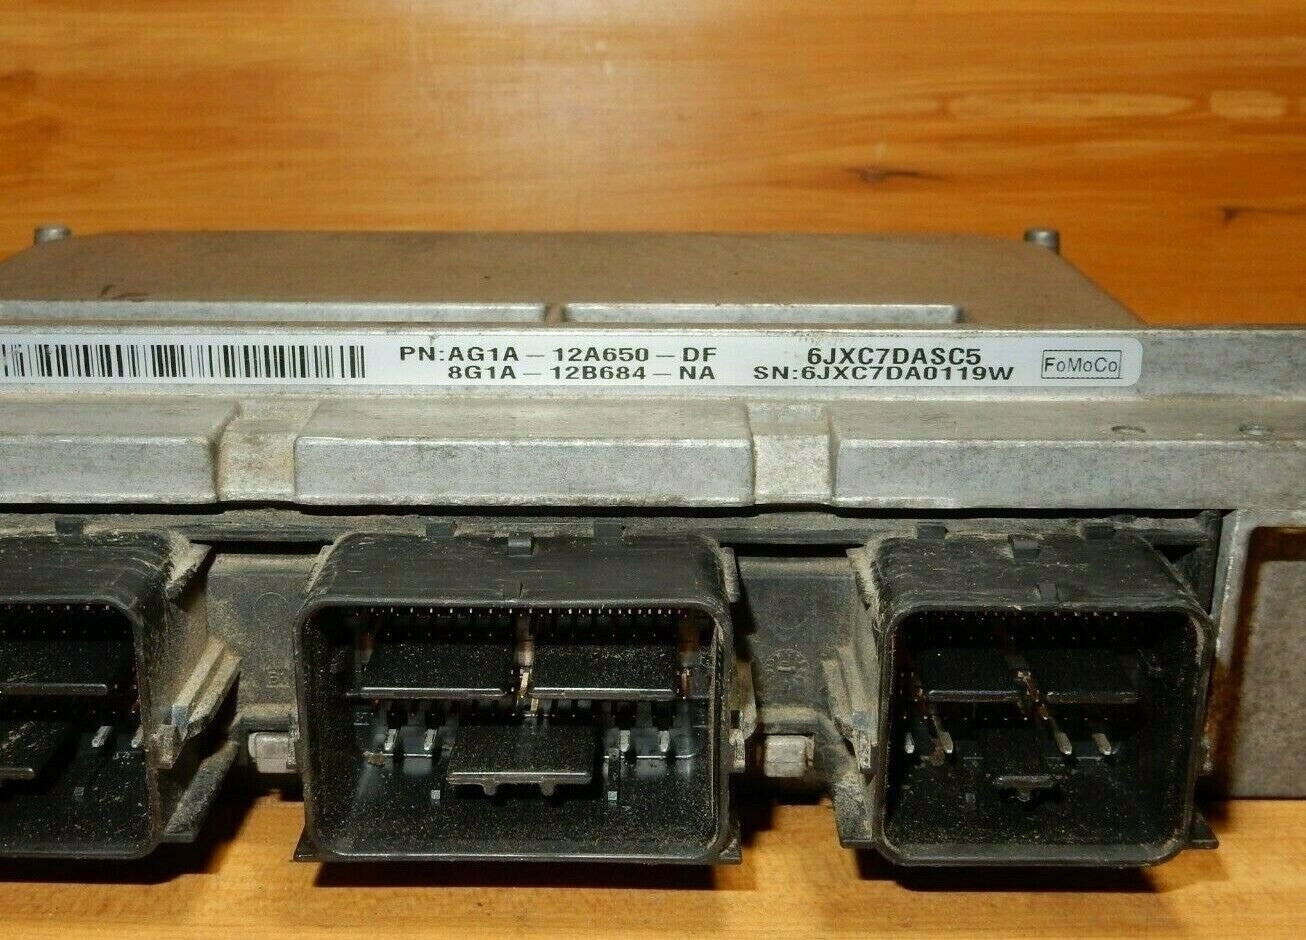 PN:AG1A-12A650-DF
8G1A-12B684-NA
6JXC7DASC5
SN:6JXC7DA0119W
FoMoCo